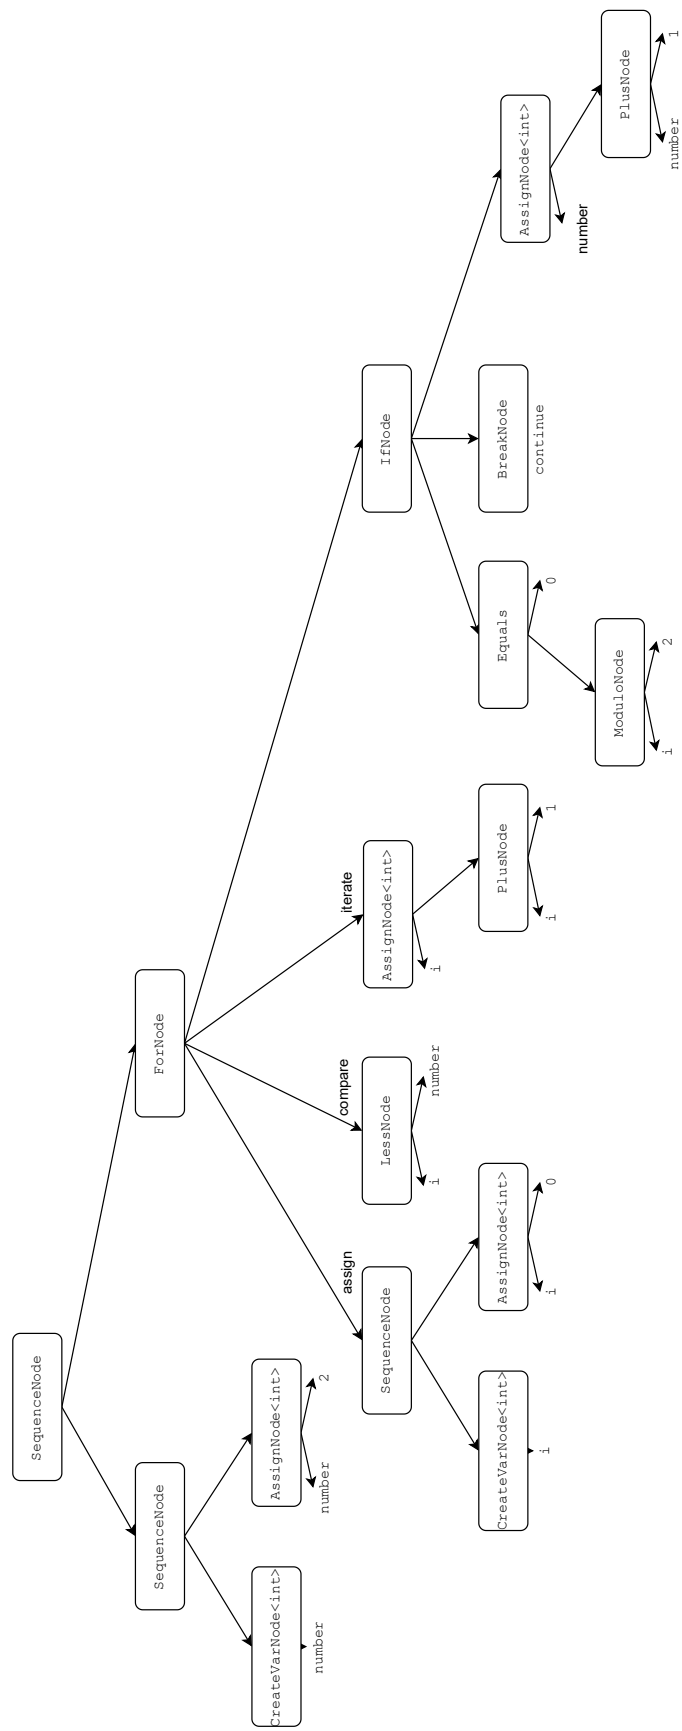 SequenceNode
SequenceNode
ForNode
CreateVarNode<int>
number
AssignNode<int>
number
2
assign
compare
iterate
SequenceNode
LessNode
i
number
AssignNode<int>
i
IfNode
CreateVarNode<int>
i
AssignNode<int>
i
0
PlusNode
i
1
Equals
0
BreakNode
continue
AssignNode<int>
number
ModuloNode
i
2
PlusNode
number
1